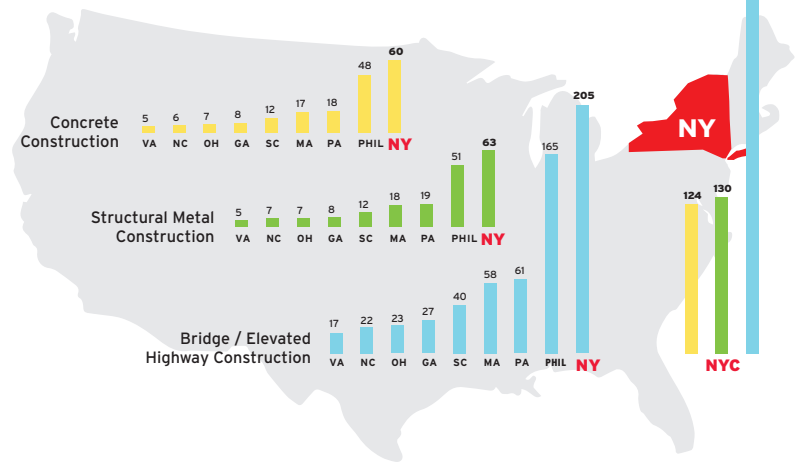 Concrete
Construction
5 6 7 8 12 17 18 48 60
VA NC OH GA SC MA PA PHIL NY
Structural Metal
Construction
5 7 7 8 12 18 19 51 63
VA NC OH GA SC MA PA PHIL NY
Bridge / Elevated
Highway Construction
17 22 23 27 40 58 61 165 205
VA NC OH GA SC MA PA PHIL NY
NY
124 130
NYC